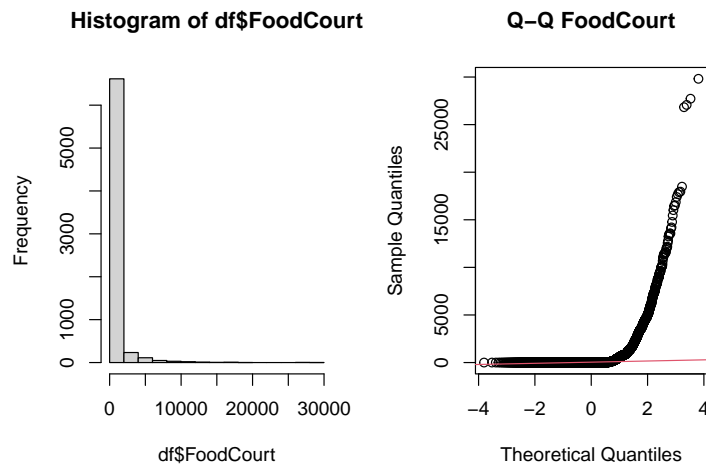 Histogram of df$FoodCourt
Frequency
0 1000 3000 5000
0 10000 20000 30000
df$FoodCourt
Q−Q FoodCourt
Sample Quantiles
0 5000 15000 25000
−4 −2 0 2 4
Theoretical Quantiles